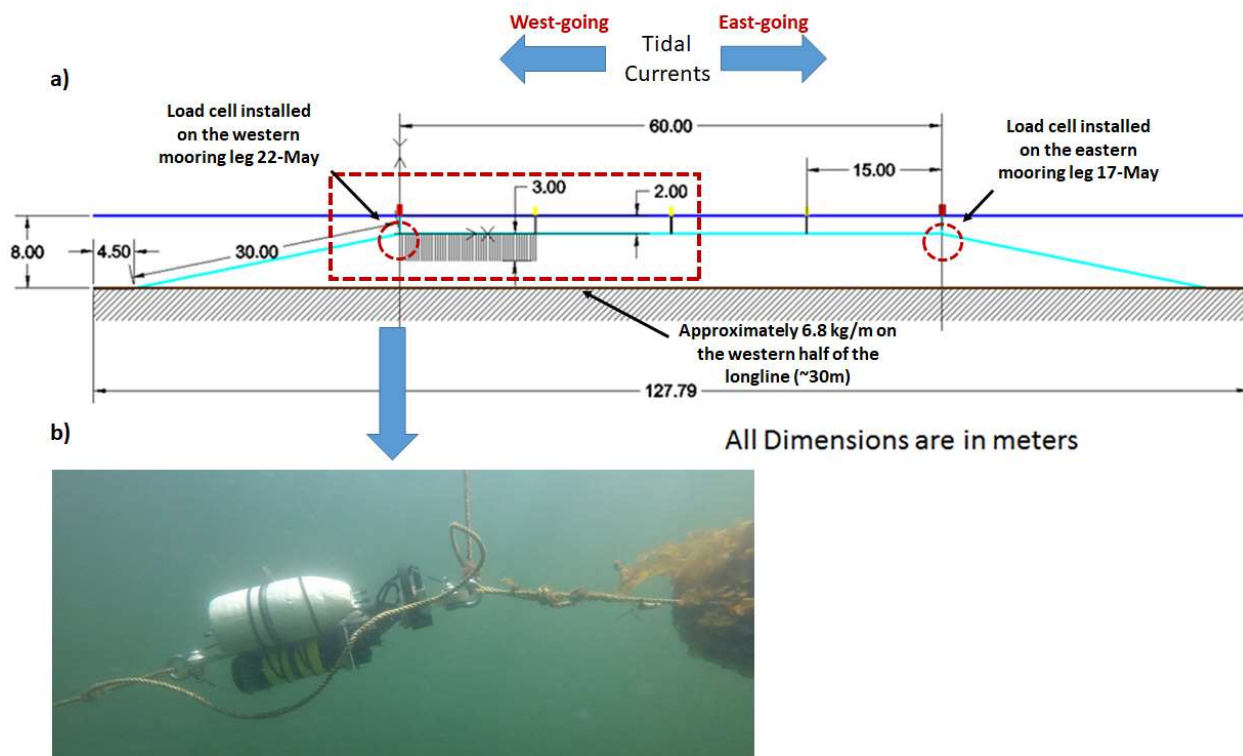 West-going
East-going
Tidal
Currents
a)
Load cell installed
on the western
mooring leg 22-May
60.00
Load cell installed
on the eastern
mooring leg 17-May
3.00
2.00
15.00
8.00
4.50
30.00
X
Approximately 6.8 kg/m on
the western half of the
longline (~30m)
127.79
b)
All Dimensions are in meters